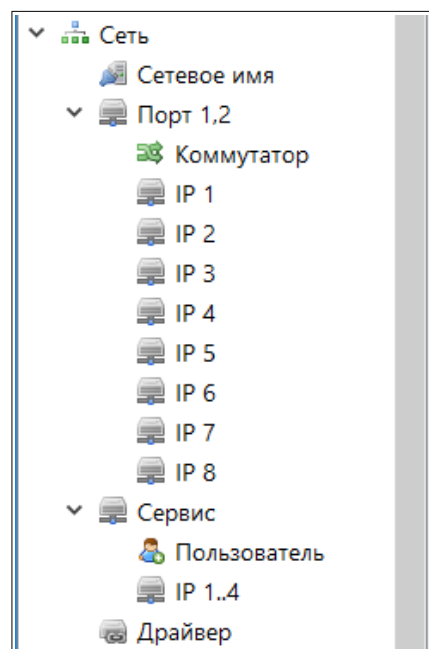 Сеть
Сетевое имя
Порт 1,2
Коммутатор
IP 1
IP 2
IP 3
IP 4
IP 5
IP 6
IP 7
IP 8
Сервис
Пользователь
IP 1..4
Драйвер